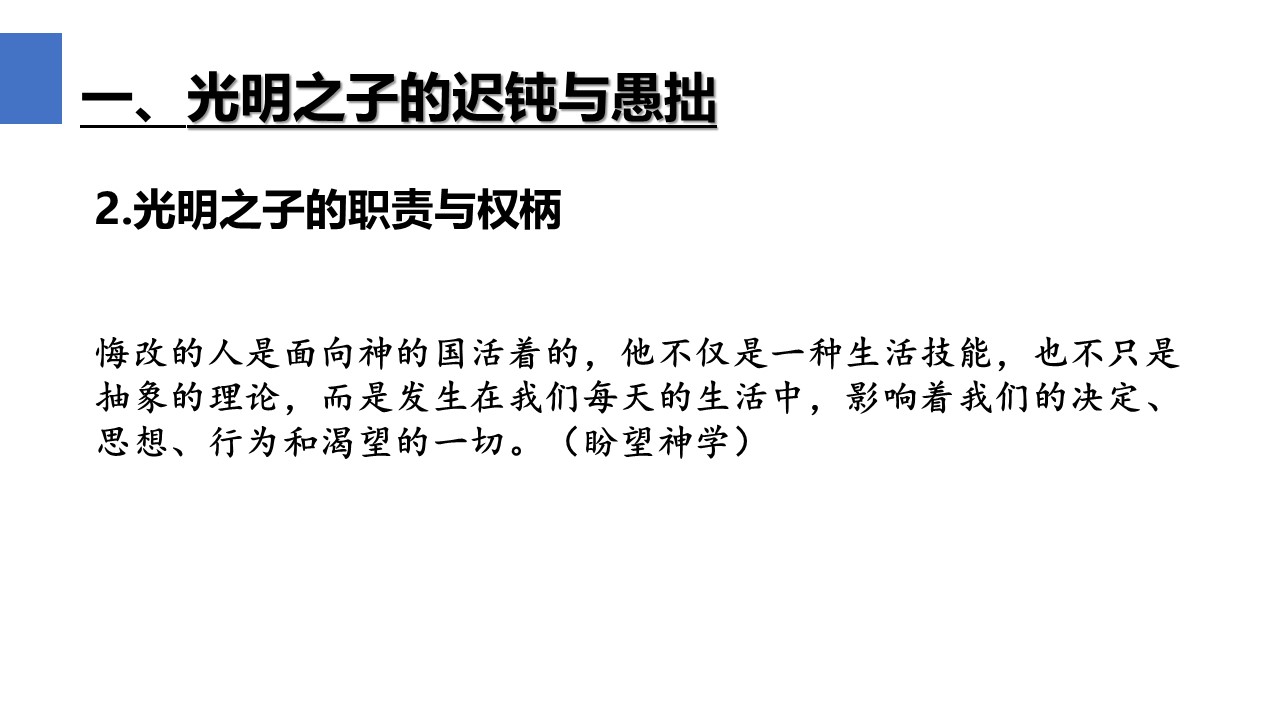 一、光明之子的迟钝与愚拙
2.光明之子的职责与权柄
悔改的人是面向神的国活着的，他不仅是一种生活技能，也不只是
抽象的理论，而是发生在我们每天的生活中，影响着我们的决定、
思想、行为和渴望的一切。（盼望神学）